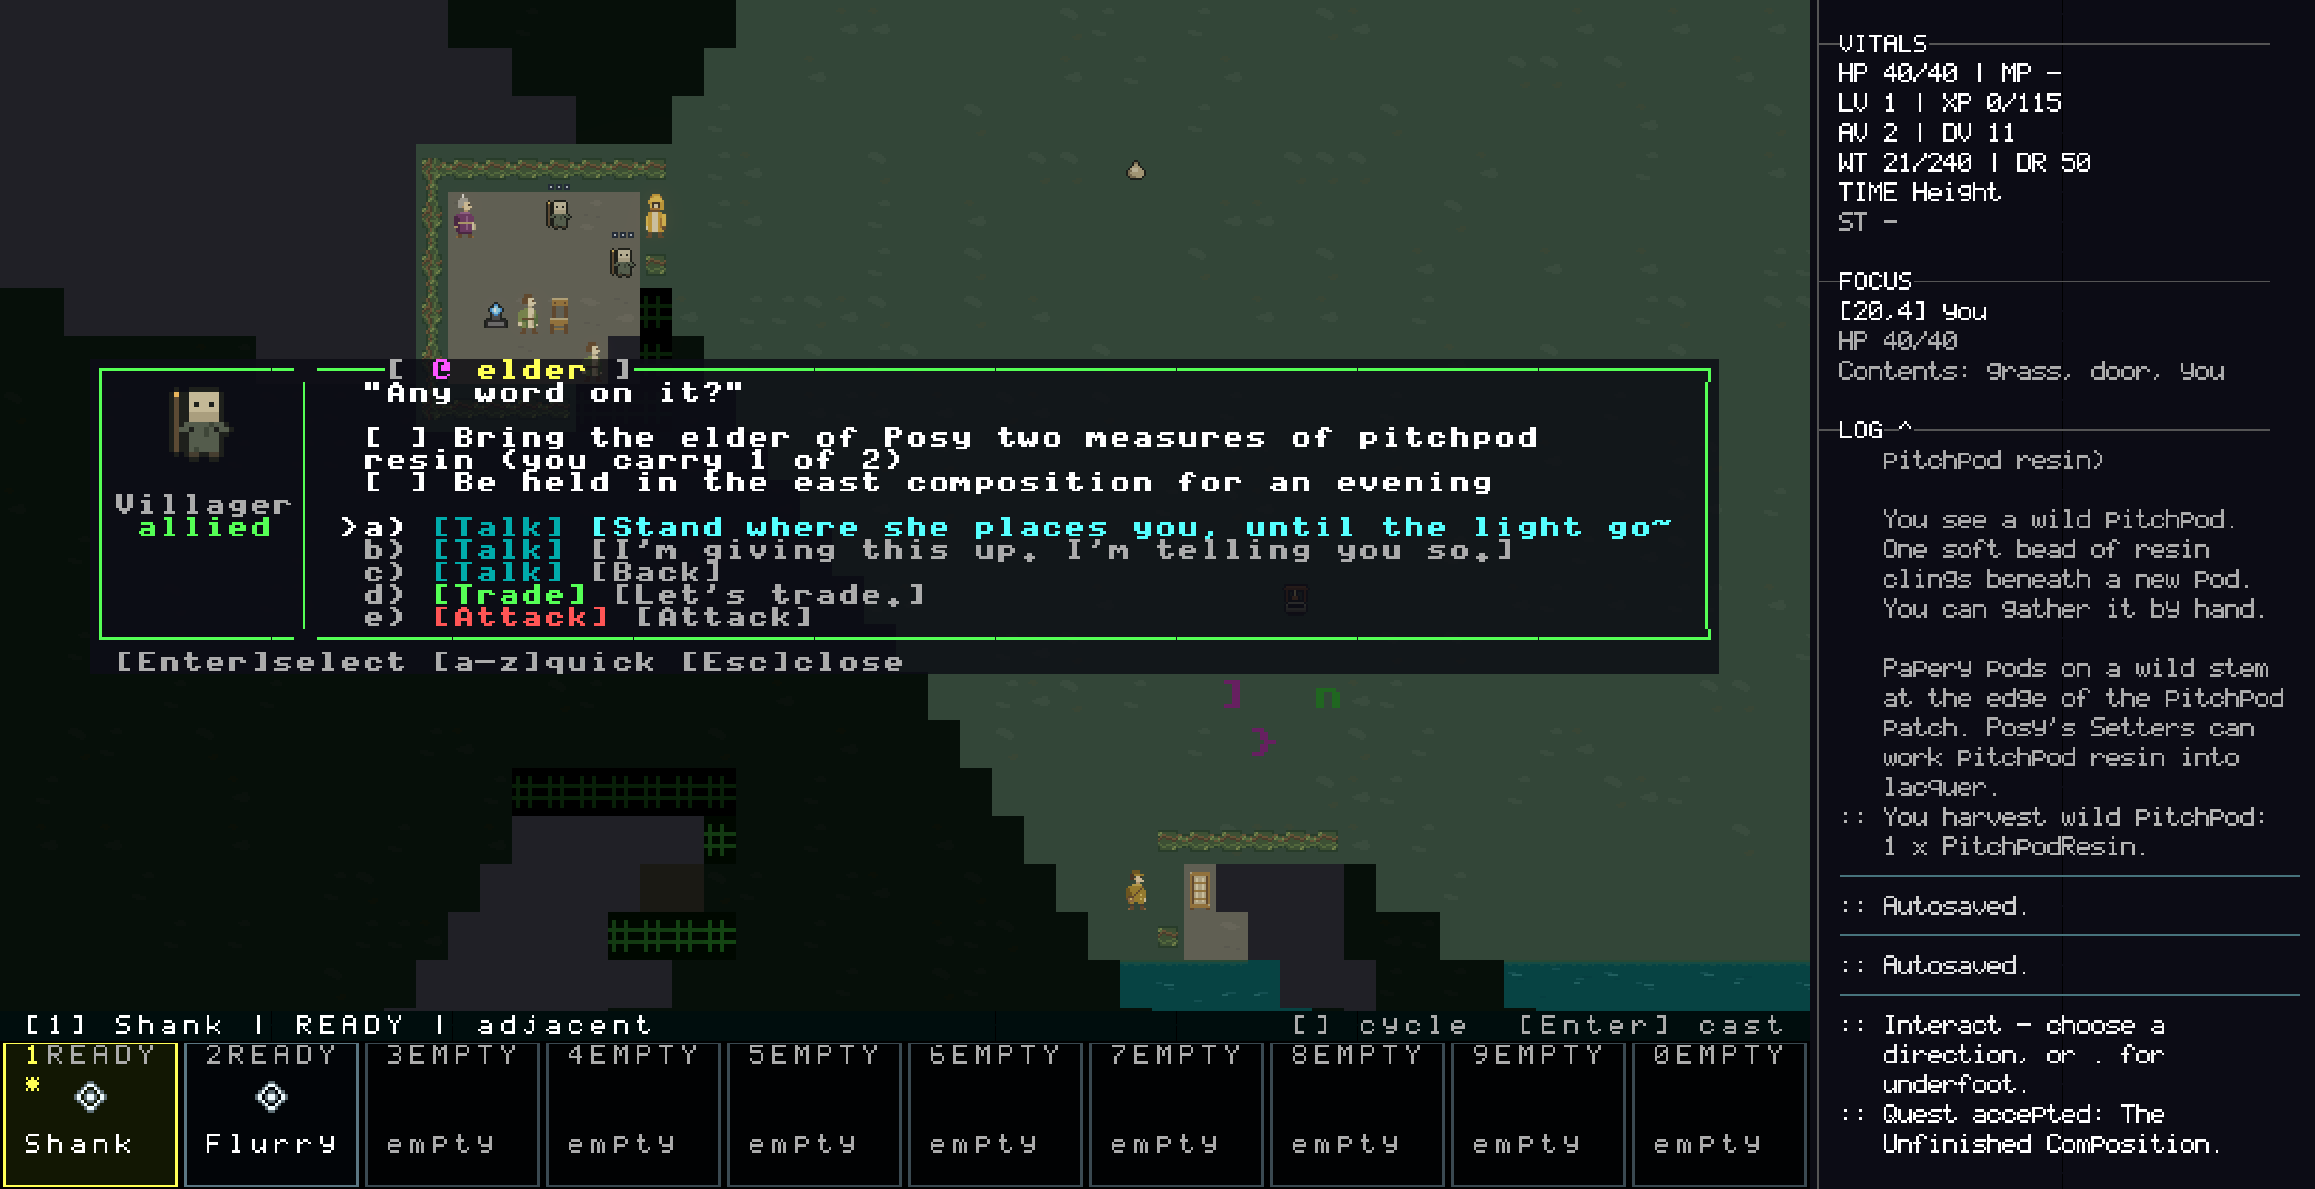 [ @ elder ]
"Any word on it?"
[ ] Bring the elder of Posy two measures of pitchpod
resin (you carry 1 of 2)
[ ] Be held in the east composition for an evening
Villager
allied
>a) [Talk] [Stand where she places you, until the light go~
b) [Talk] [I'm giving this up. I'm telling you so.]
c) [Talk] [Back]
d) [Trade] [Let's trade.]
e) [Attack] [Attack]
[Enter]select [a-z]quick [Esc]close
] n
}
[1] Shank | READY | adjacent
[] cycle [Enter] cast
1READY 2READY 3EMPTY 4EMPTY 5EMPTY 6EMPTY 7EMPTY 8EMPTY 9EMPTY 0EMPTY
Shank Flurry empty empty empty empty empty empty empty empty
VITALS
HP 40/40 | MP -
LV 1 | XP 0/115
AV 2 | DV 11
WT 21/240 | DR 50
TIME Height
ST -
FOCUS
[20,4] You
HP 40/40
Contents: grass, door, You
LOG ^
pitchpod resin)
You see a wild pitchpod.
One soft bead of resin
clings beneath a new pod.
You can gather it by hand.
Papery pods on a wild stem
at the edge of the pitchpod
patch. Posy's Setters can
work pitchpod resin into
lacquer.
:: You harvest wild pitchpod:
1 x PitchpodResin.
:: Autosaved.
:: Autosaved.
:: Interact - choose a
direction, or . for
underfoot.
:: Quest accepted: The
Unfinished Composition.